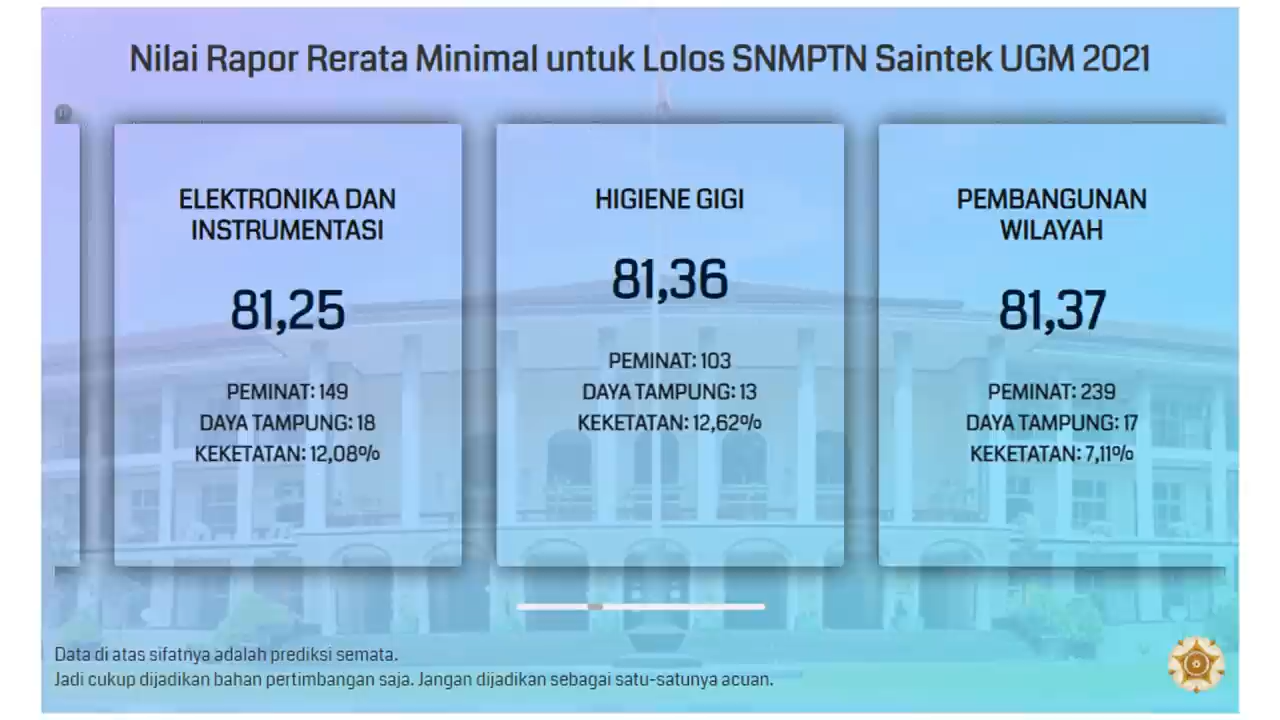 Nilai Rapor Rerata Minimal untuk Lolos SNMPTN Saintek UGM 2021
ELEKTRONIKA DAN
INSTRUMENTASI
81,25
PEMINAT: 149
DAYA TAMPUNG: 18
KEKETATAN: 12,08%
HIGIENE GIGI
81,36
PEMINAT: 103
DAYA TAMPUNG: 13
KEKETATAN: 12,62%
PEMBANGUNAN
WILAYAH
81,37
PEMINAT: 239
DAYA TAMPUNG: 17
KEKETATAN: 7,11%
Data di atas sifatnya adalah prediksi semata.
Jadi cukup dijadikan bahan pertimbangan saja. Jangan dijadikan sebagai satu-satunya acuan.